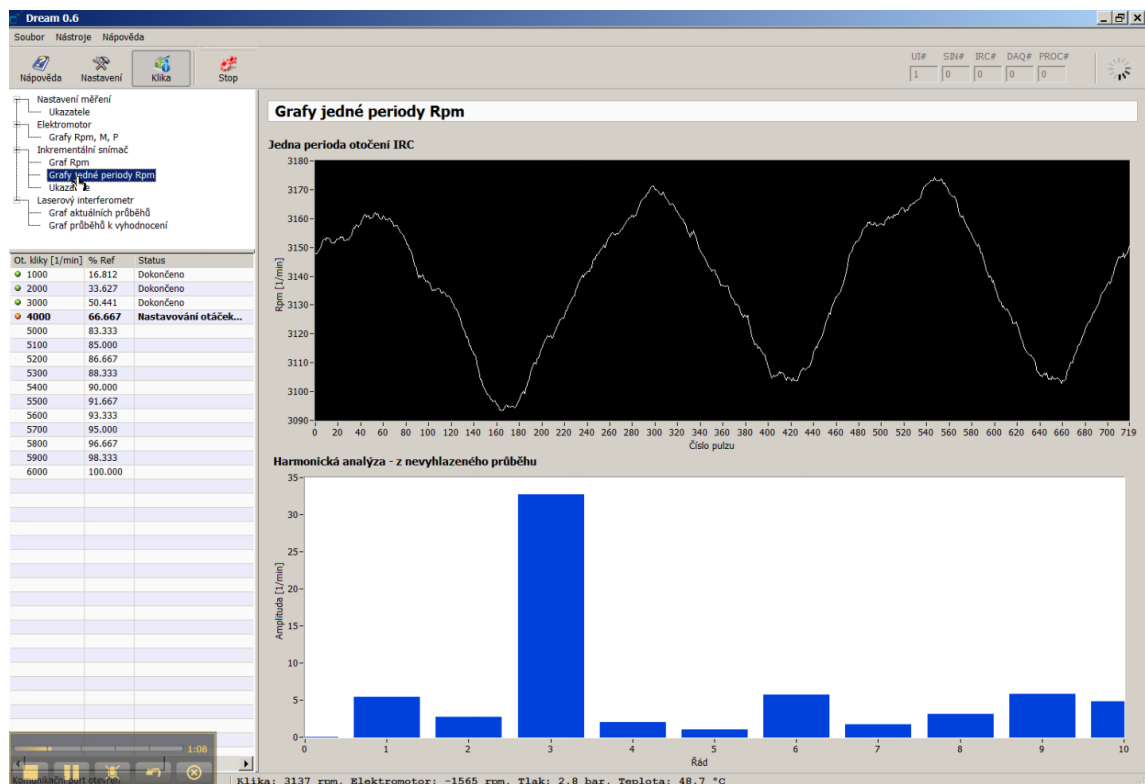 Dream 0.6
Soubor Nástroje Nápověda
Nápověda Nastavení Klika Stop
UI# SIN# IRC# DAQ# PROC#
1 0 0 0 0
Nastavení měření
Ukazatele
Elektromotor
Grafy Rpm, M, P
Inkrementální snímač
Graf Rpm
Grafy jedné periody Rpm
Ukazatele
Laserový interferometr
Graf aktuálních průběhů
Graf průběhů k vyhodnocení
Ot. kliky [1/min] % Ref Status
1000 16.812 Dokončeno
2000 33.627 Dokončeno
3000 50.441 Dokončeno
4000 66.667 Nastavování otáček...
5000 83.333
5100 85.000
5200 86.667
5300 88.333
5400 90.000
5500 91.667
5600 93.333
5700 95.000
5800 96.667
5900 98.333
6000 100.000
1:08
Komunikační port otevřen
Grafy jedné periody Rpm
Jedna perioda otočení IRC
3180
3170
3160
3150
3140
3130
3120
3110
3100
3090
Rpm [1/min]
0 20 40 60 80 100 120 140 160 180 200 220 240 260 280 300 320 340 360 380 400 420 440 460 480 500 520 540 560 580 600 620 640 660 680 700 719
Číslo pulzu
Harmonická analýza - z nevyhlazeného průběhu
35
30
25
20
15
10
5
0
Amplituda [1/min]
0 1 2 3 4 5 6 7 8 9 10
Řád
Klika: 3137 rpm. Elektromotor: -1565 rpm. Tlak: 2.8 bar. Teplota: 48.7 °C